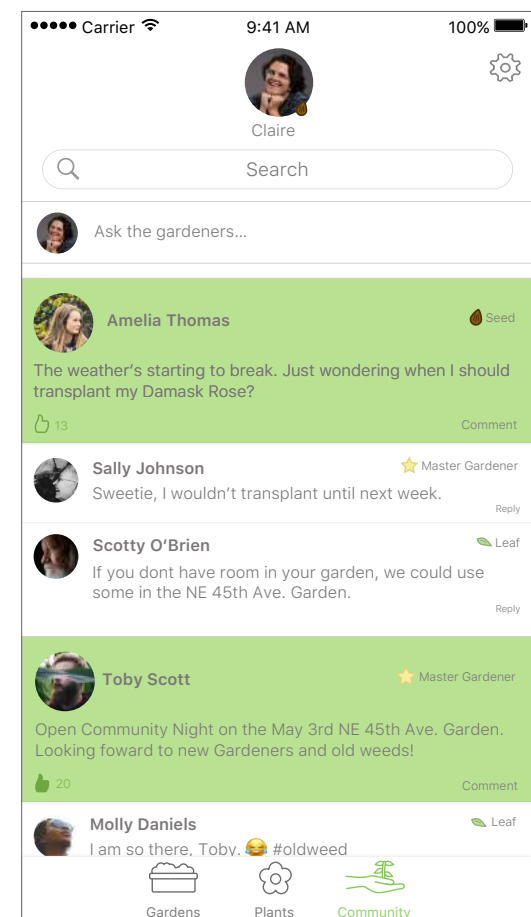 Carrier 9:41 AM 100%
Claire
Search
Ask the gardeners...
Amelia Thomas Seed
The weather’s starting to break. Just wondering when I should
transplant my Damask Rose?
13 Comment
Sally Johnson Master Gardener
Sweetie, I wouldn’t transplant until next week.
Reply
Scotty O’Brien Leaf
If you dont have room in your garden, we could use
some in the NE 45th Ave. Garden.
Reply
Toby Scott Master Gardener
Open Community Night on the May 3rd NE 45th Ave. Garden.
Looking foward to new Gardeners and old weeds!
20 Comment
Molly Daniels Leaf
I am so there, Toby. 😂 #oldweed
Gardens Plants Community